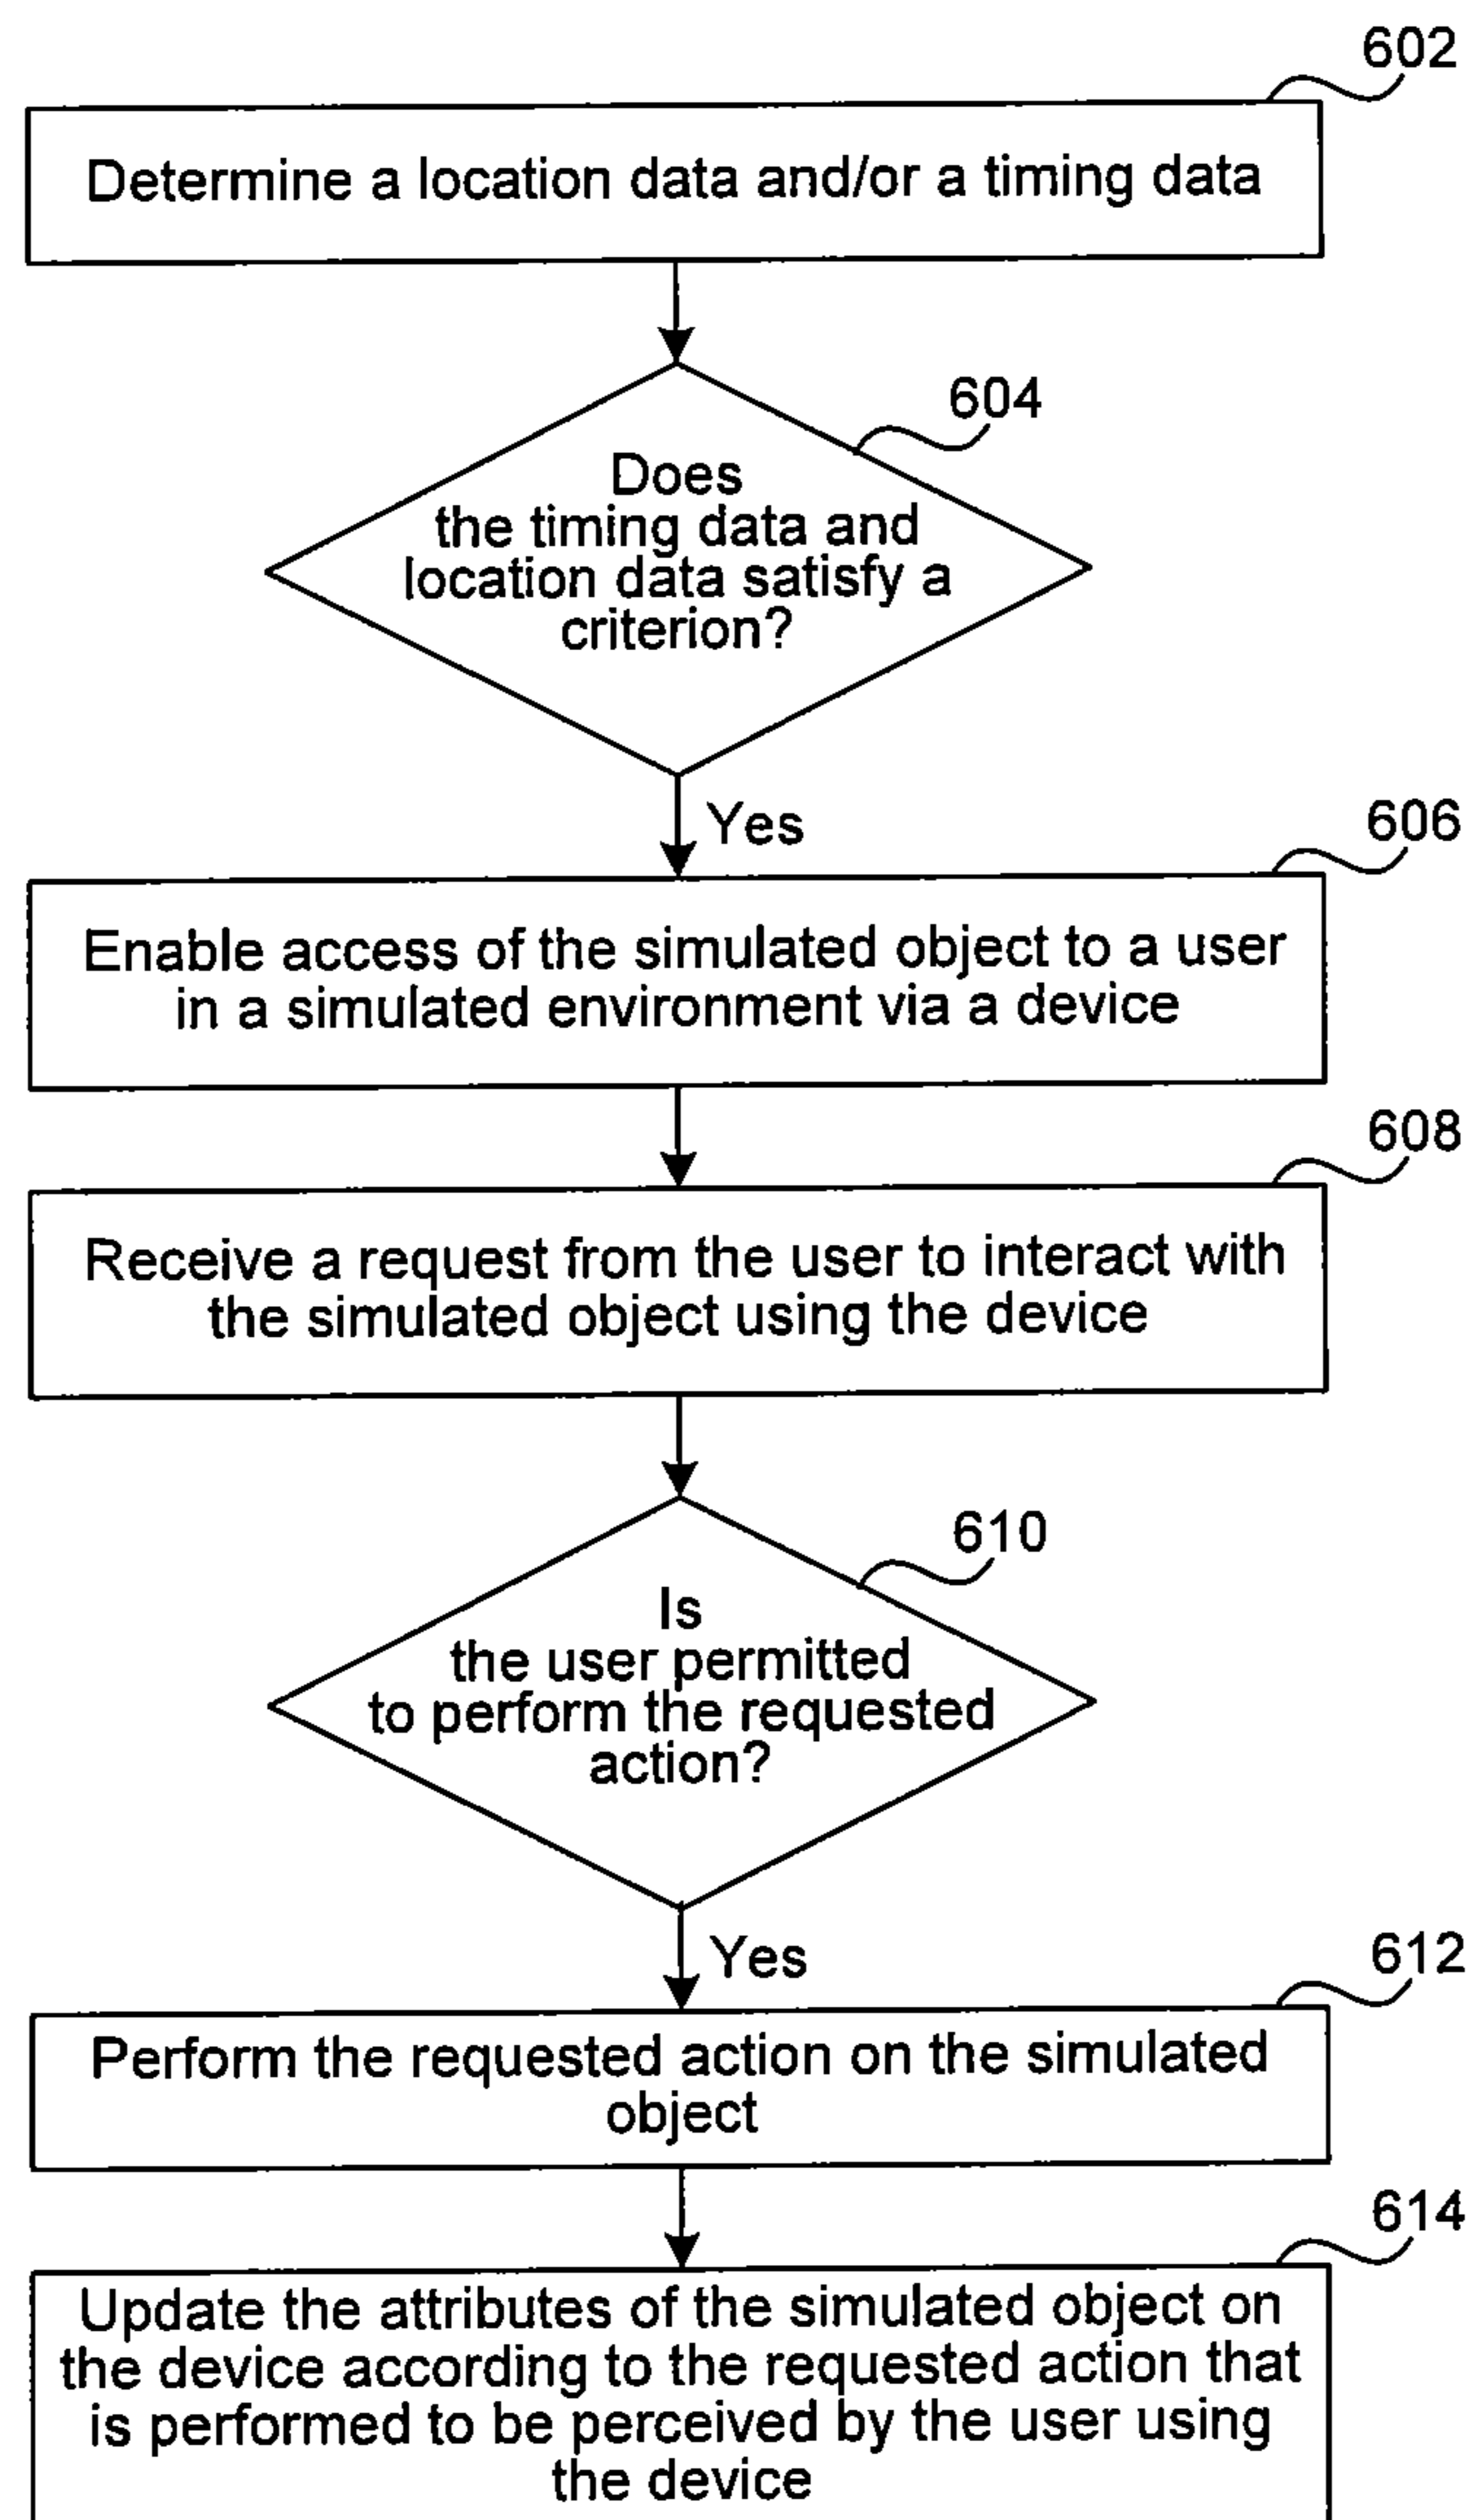 602
Determine a location data and/or a timing data
604
Does
the timing data and
location data satisfy a
criterion?
Yes
606
Enable access of the simulated object to a user
in a simulated environment via a device
608
Receive a request from the user to interact with
the simulated object using the device
610
Is
the user permitted
to perform the requested
action?
Yes
612
Perform the requested action on the simulated
object
614
Update the attributes of the simulated object on
the device according to the requested action that
is performed to be perceived by the user using
the device